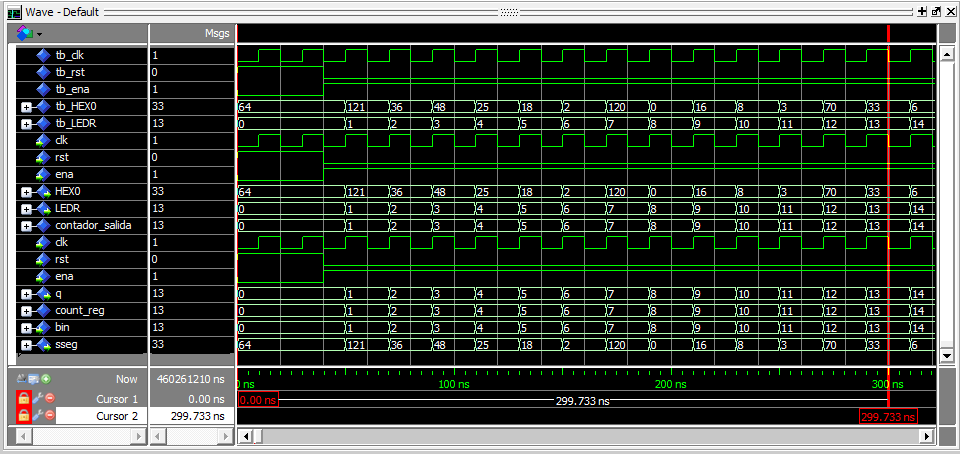 Wave - Default
Msgs
tb_clk 1
tb_rst 0
tb_ena 1
tb_HEX0 33 64 121 36 48 25 18 2 120 0 16 8 3 70 33 6
tb_LEDR 13 0 1 2 3 4 5 6 7 8 9 10 11 12 13 14
clk 1
rst 0
ena 1
HEX0 33 64 121 36 48 25 18 2 120 0 16 8 3 70 33 6
LEDR 13 0 1 2 3 4 5 6 7 8 9 10 11 12 13 14
contador_salida 13 0 1 2 3 4 5 6 7 8 9 10 11 12 13 14
clk 1
rst 0
ena 1
q 13 0 1 2 3 4 5 6 7 8 9 10 11 12 13 14
count_reg 13 0 1 2 3 4 5 6 7 8 9 10 11 12 13 14
bin 13 0 1 2 3 4 5 6 7 8 9 10 11 12 13 14
sseg 33 64 121 36 48 25 18 2 120 0 16 8 3 70 33 6
Now 460261210 ns ns 100 ns 200 ns 300 ns
Cursor 1 0.00 ns 0.00 ns 299.733 ns
Cursor 2 299.733 ns 299.733 ns